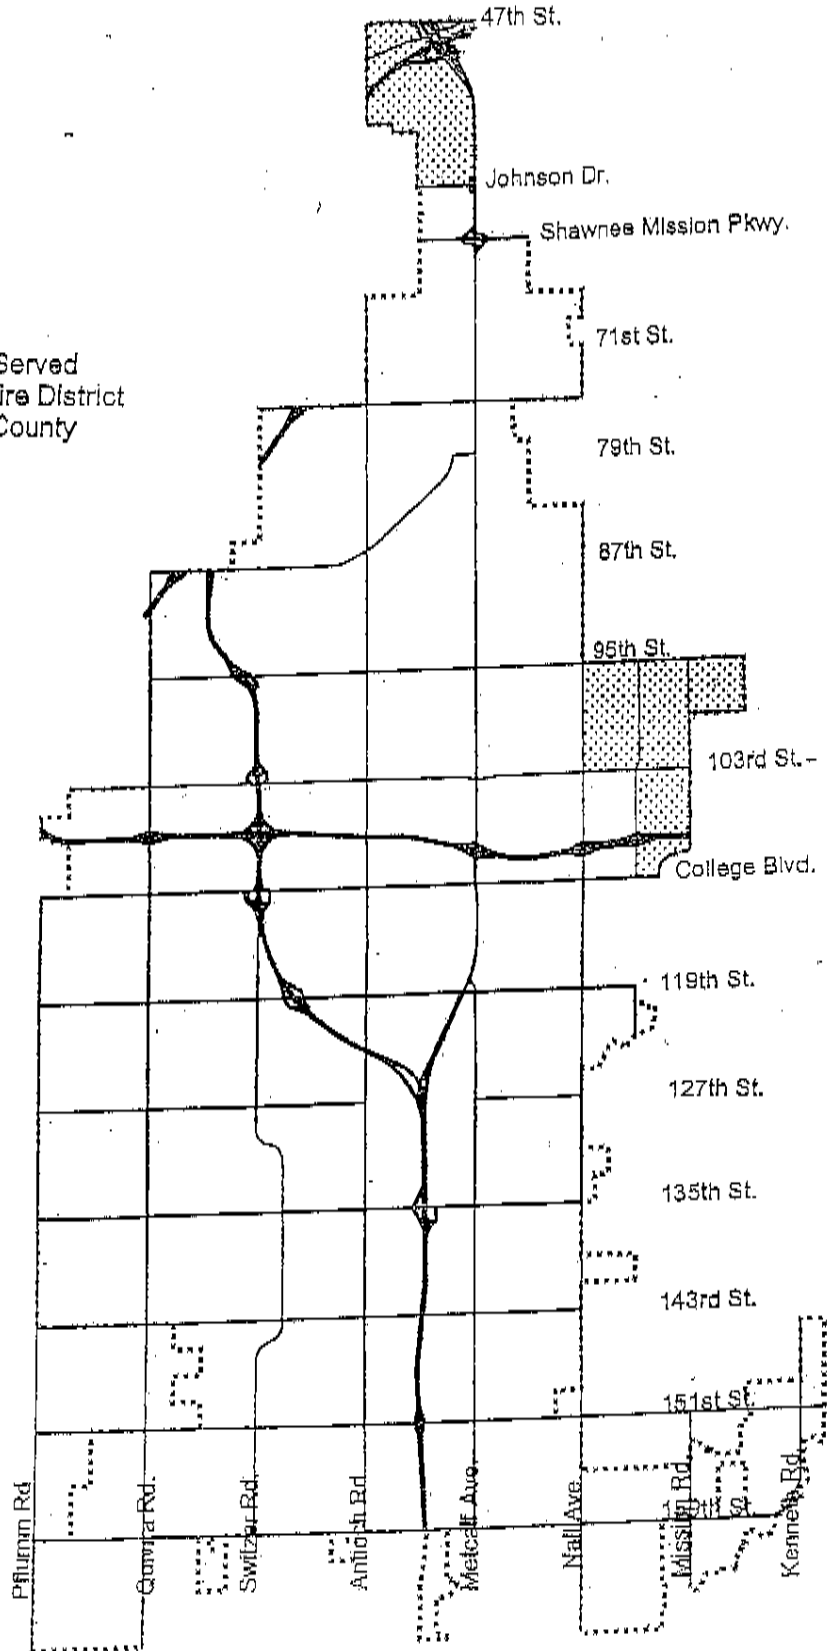 47th St.
Johnson Dr.
Shawnee Mission Pkwy.
71st St.
Served
ire District
County
79th St.
87th St.
95th St.
103rd St.-
College Blvd.
119th St.
127th St.
135th St.
143rd St.
151st St
Pflumm Rd.
Quivira Rd.
Switzer Rd.
Antioch Rd.
Metcalf Ave.
Nall Ave.
Mission Rd.
Kenneth Rd.